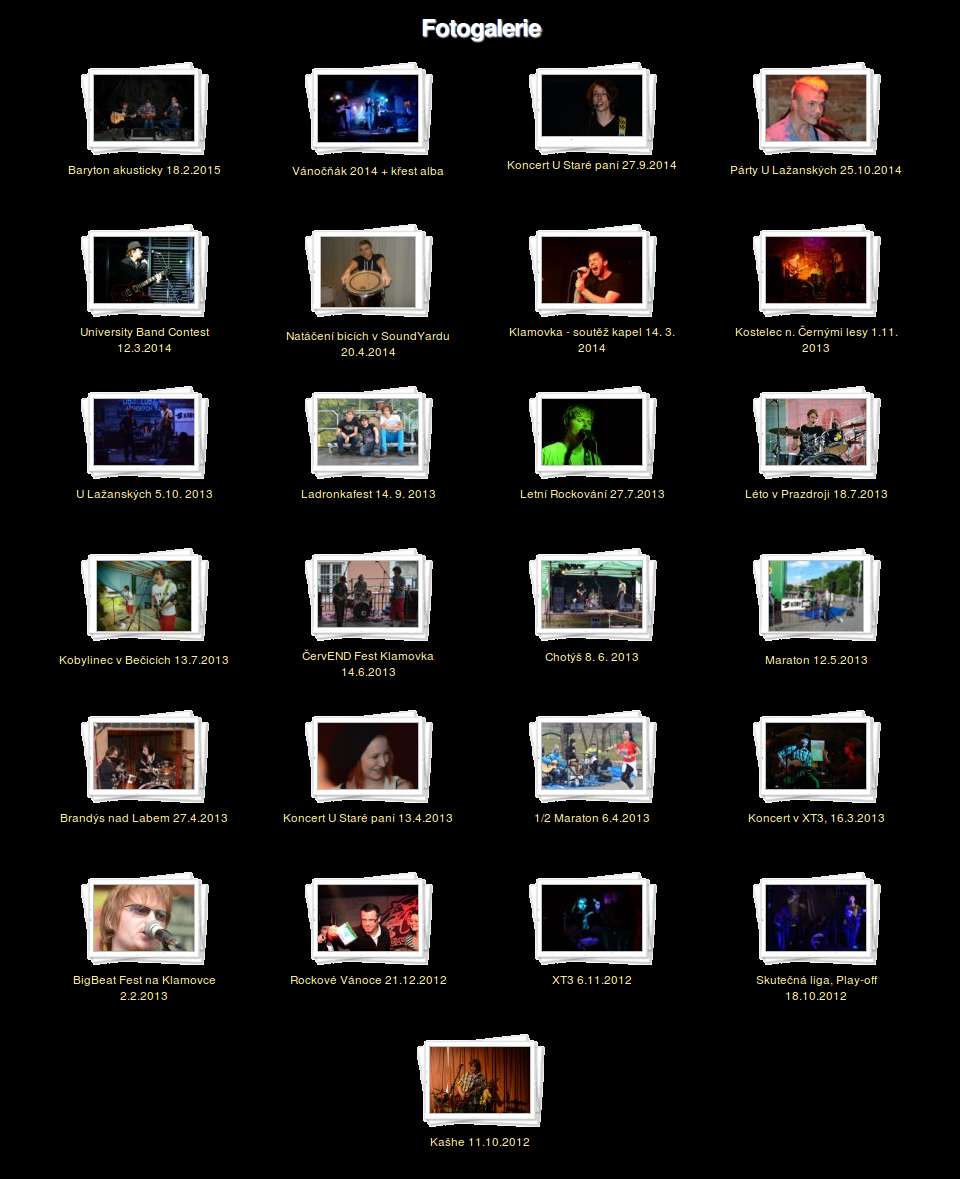 Fotogalerie
Baryton akusticky 18.2.2015
Vánočňák 2014 + křest alba
Koncert U Staré paní 27.9.2014
Párty U Lažanských 25.10.2014
University Band Contest
12.3.2014
Natáčení bicích v SoundYardu
20.4.2014
Klamovka - soutěž kapel 14. 3.
2014
Kostelec n. Černými lesy 1.11.
2013
U Lažanských 5.10. 2013
Ladronkafest 14. 9. 2013
Letní Rockování 27.7.2013
Léto v Prazdroji 18.7.2013
Kobylinec v Bečicích 13.7.2013
ČervEND Fest Klamovka
14.6.2013
Chotýš 8. 6. 2013
Maraton 12.5.2013
Brandýs nad Labem 27.4.2013
Koncert U Staré paní 13.4.2013
1/2 Maraton 6.4.2013
Koncert v XT3, 16.3.2013
BigBeat Fest na Klamovce
2.2.2013
Rockové Vánoce 21.12.2012
XT3 6.11.2012
Skutečná liga, Play-off
18.10.2012
Kašhe 11.10.2012